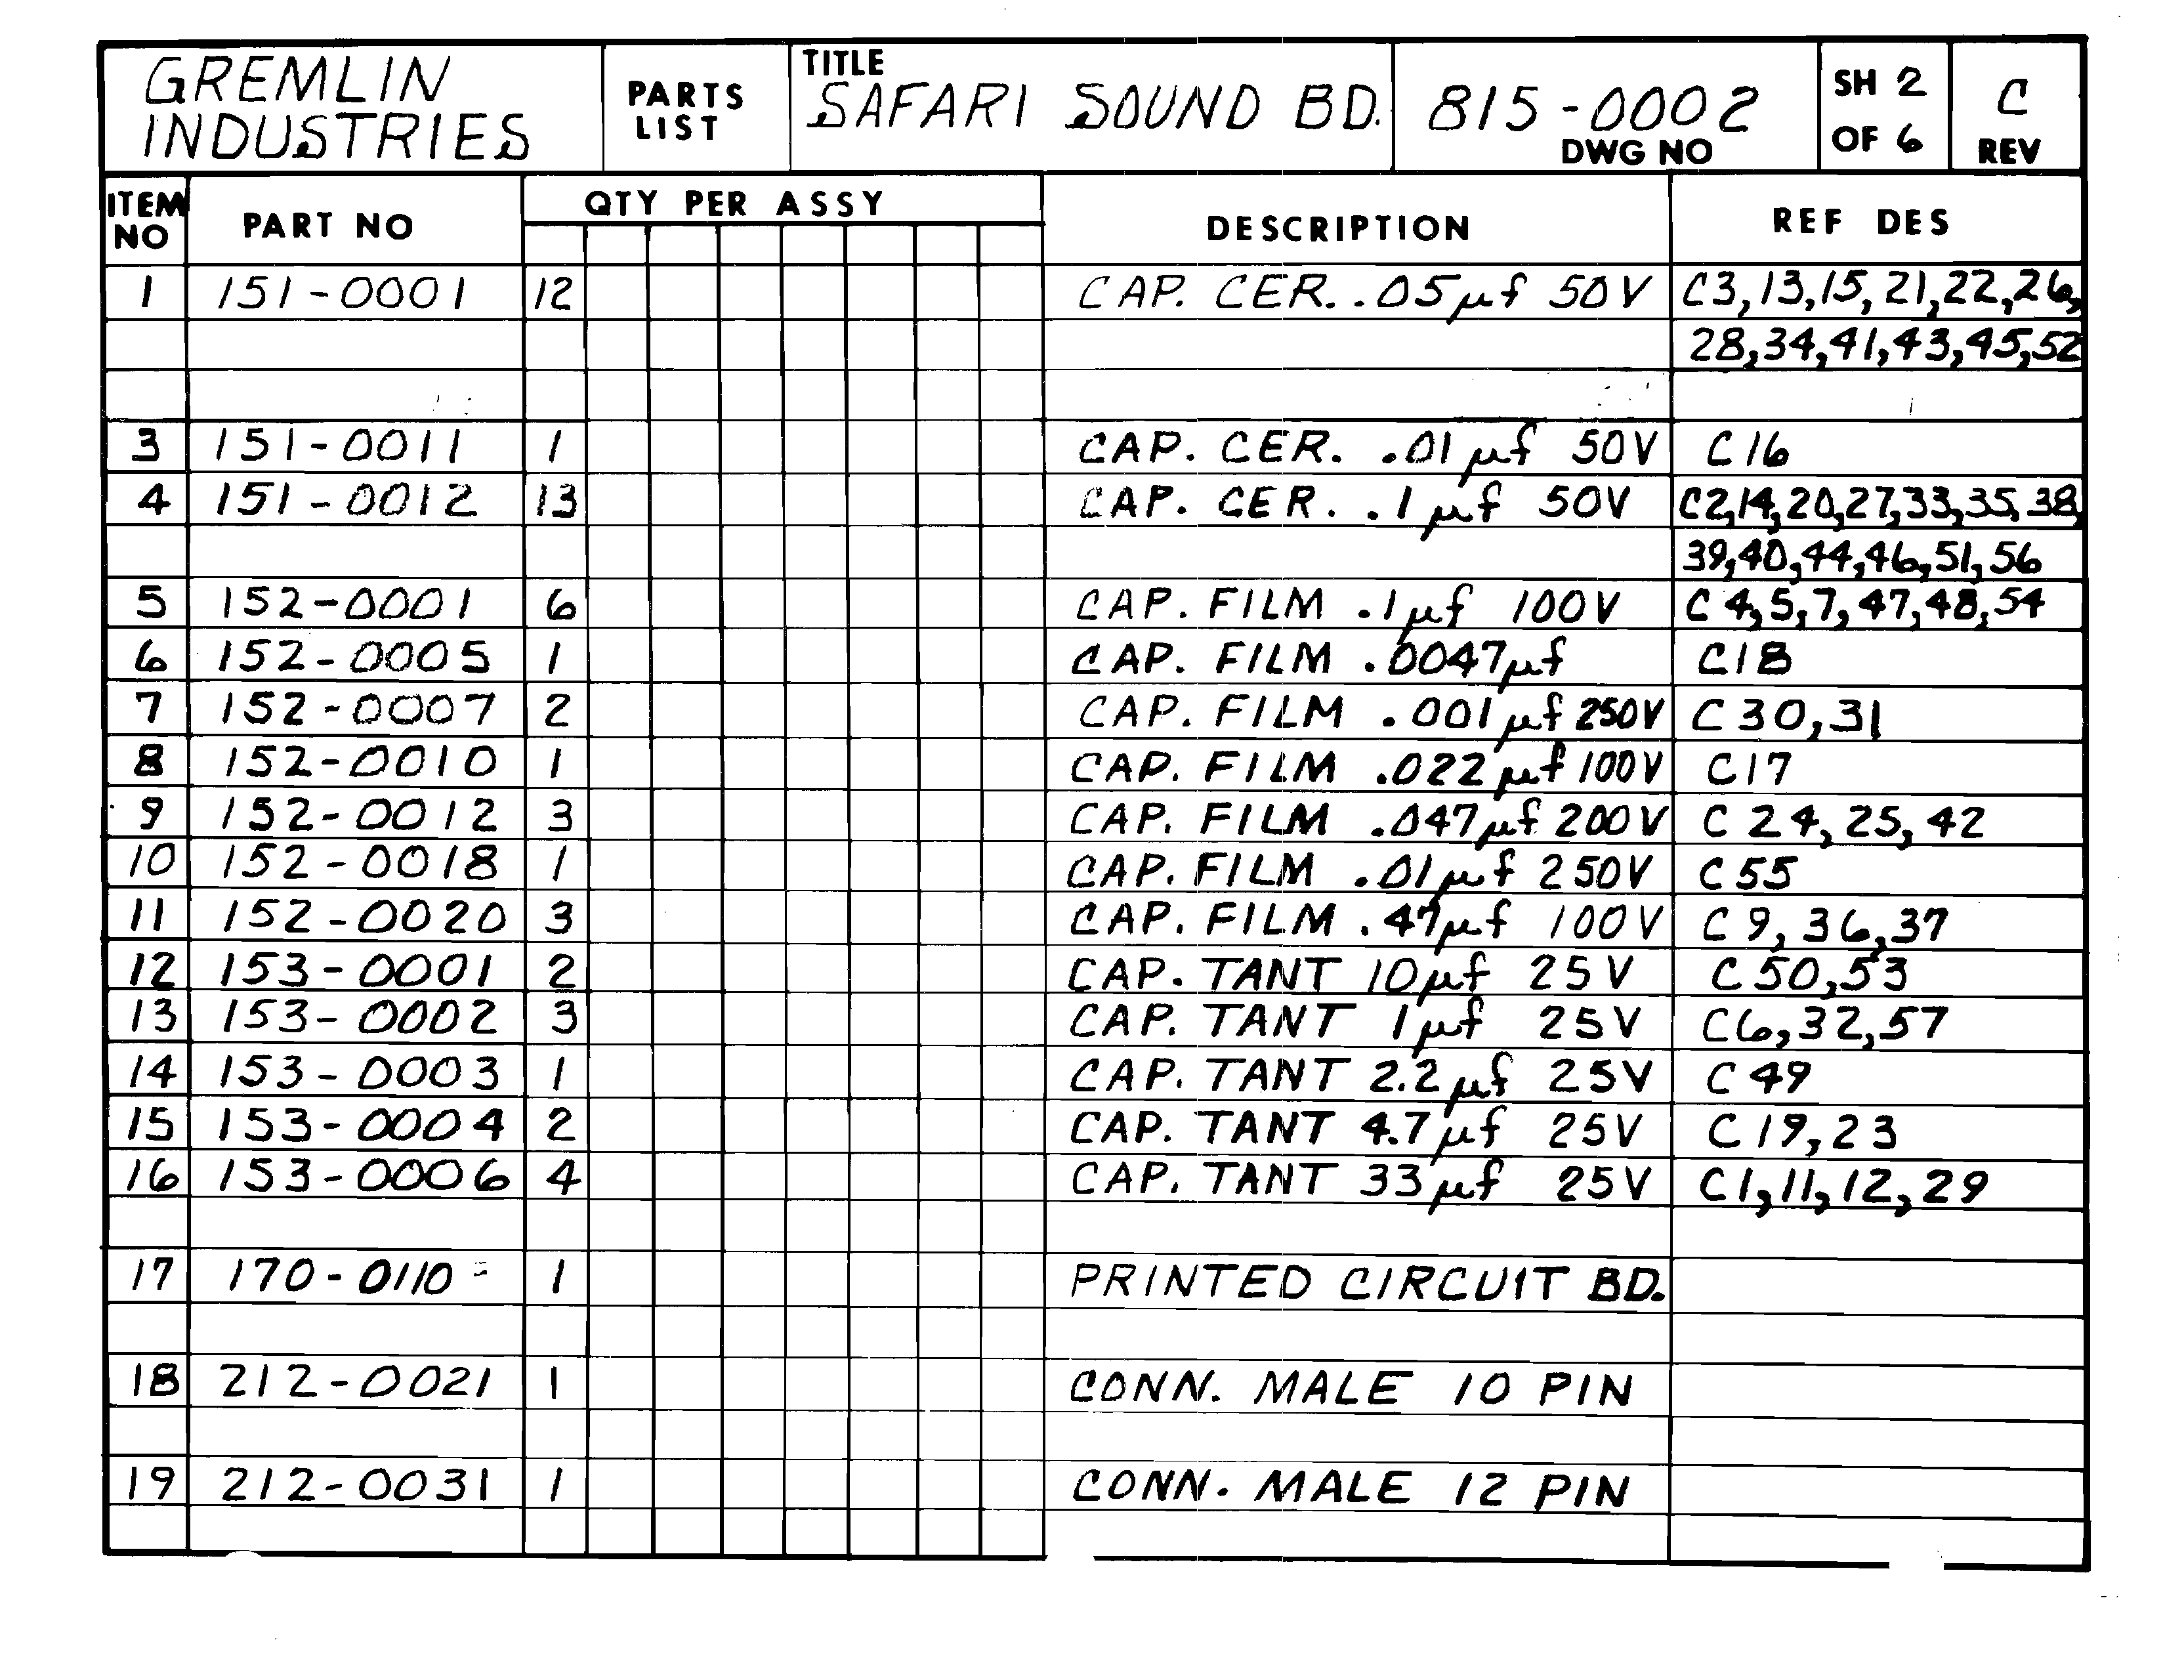 GREMLIN INDUSTRIES
PARTS LIST
TITLE
SAFARI SOUND BD.
815-0002
DWG NO
SH 2 OF 6
C
REV
ITEM NO PART NO QTY PER ASSY DESCRIPTION REF DES
1 151-0001 12 CAP. CER. .05µf 50V C3,13,15,21,22,26,
28,34,41,43,45,52
3 151-0011 1 CAP. CER. .01µf 50V C16
4 151-0012 13 CAP. CER. .1µf 50V C2,14,20,27,33,35,38,
39,40,44,46,51,56
5 152-0001 6 CAP. FILM .1µf 100V C4,5,7,47,48,54
6 152-0005 1 CAP. FILM .0047µf C18
7 152-0007 2 CAP. FILM .001µf 250V C30,31
8 152-0010 1 CAP. FILM .022µf 100V C17
9 152-0012 3 CAP. FILM .047µf 200V C24,25,42
10 152-0018 1 CAP. FILM .01µf 250V C55
11 152-0020 3 CAP. FILM .47µf 100V C9,36,37
12 153-0001 2 CAP. TANT 10µf 25V C50,53
13 153-0002 3 CAP. TANT 1µf 25V C6,32,57
14 153-0003 1 CAP. TANT 2.2µf 25V C49
15 153-0004 2 CAP. TANT 4.7µf 25V C19,23
16 153-0006 4 CAP. TANT 33µf 25V C1,11,12,29
17 170-0110 1 PRINTED CIRCUIT BD.
18 212-0021 1 CONN. MALE 10 PIN
19 212-0031 1 CONN. MALE 12 PIN